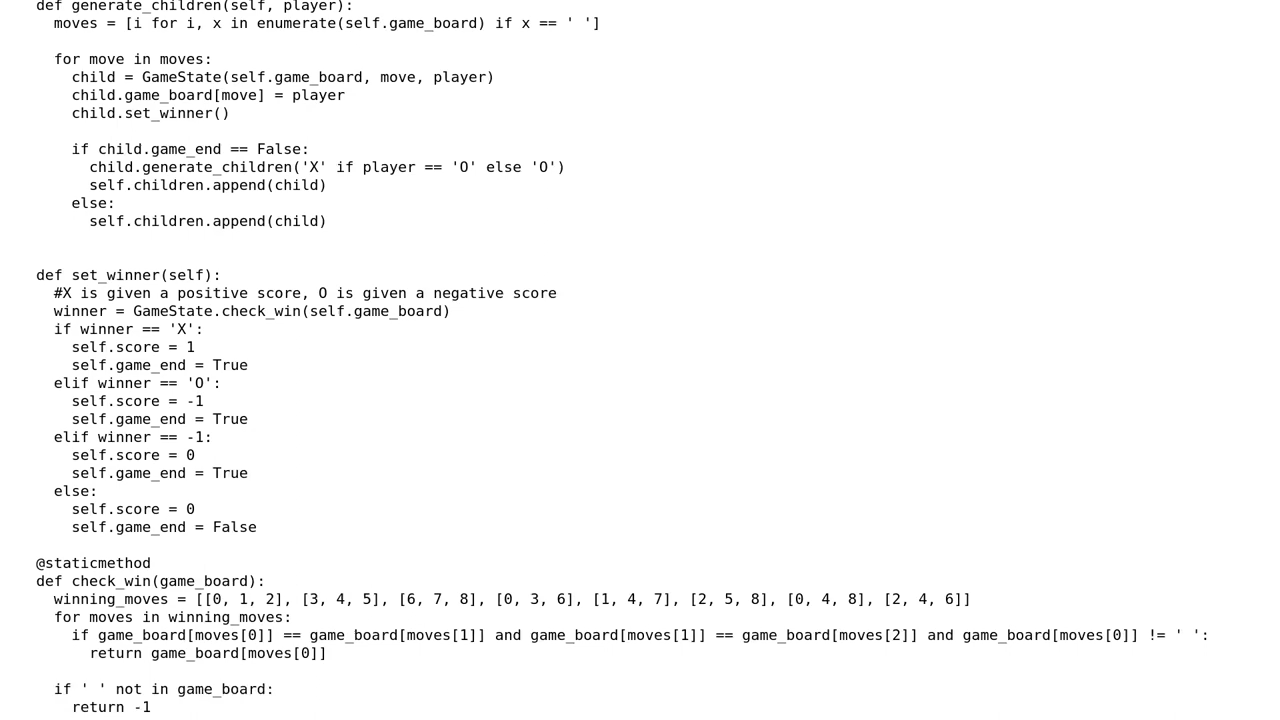 def generate_children(self, player):
moves = [i for i, x in enumerate(self.game_board) if x == ' ']
for move in moves:
child = GameState(self.game_board, move, player)
child.game_board[move] = player
child.set_winner()
if child.game_end == False:
child.generate_children('X' if player == 'O' else 'O')
self.children.append(child)
else:
self.children.append(child)
def set_winner(self):
#X is given a positive score, O is given a negative score
winner = GameState.check_win(self.game_board)
if winner == 'X':
self.score = 1
self.game_end = True
elif winner == 'O':
self.score = -1
self.game_end = True
elif winner == -1:
self.score = 0
self.game_end = True
else:
self.score = 0
self.game_end = False
@staticmethod
def check_win(game_board):
winning_moves = [[0, 1, 2], [3, 4, 5], [6, 7, 8], [0, 3, 6], [1, 4, 7], [2, 5, 8], [0, 4, 8], [2, 4, 6]]
for moves in winning_moves:
if game_board[moves[0]] == game_board[moves[1]] and game_board[moves[1]] == game_board[moves[2]] and game_board[moves[0]] != ' ':
return game_board[moves[0]]
if ' ' not in game_board:
return -1